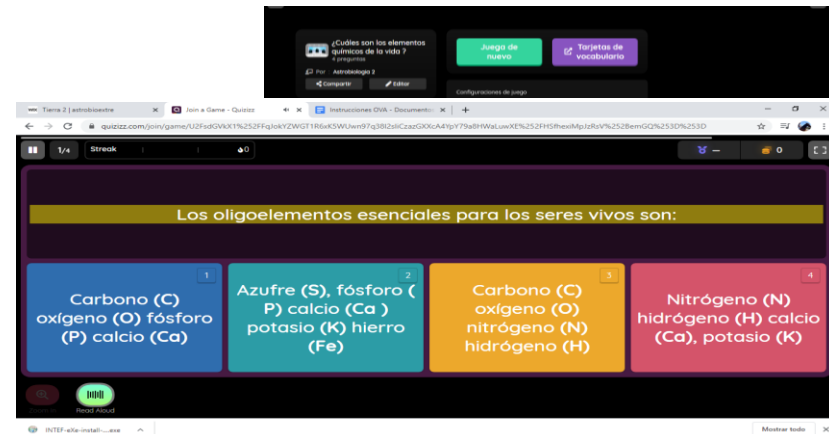 ¿Cuáles son los elementos
químicos de la vida ?
4 preguntas
Por Astrobiología 2
Compartir
Editar
Juega de
nuevo
Tarjetas de
vocabulario
Configuraciones de juego
Tierra 2 | astrobioestre
Join a Game - Quizizz
Instrucciones OVA - Documento
1/4
Streak
0
0
Los oligoelementos esenciales para los seres vivos son:
1
Carbono (C)
oxígeno (O) fósforo
(P) calcio (Ca)
2
Azufre (S), fósforo (
P) calcio (Ca )
potasio (K) hierro
(Fe)
3
Carbono (C)
oxígeno (O)
nitrógeno (N)
hidrógeno (H)
4
Nitrógeno (N)
hidrógeno (H) calcio
(Ca), potasio (K)
Zoom In
Read Aloud
INTEF-eXe-install-....exe
Mostrar todo